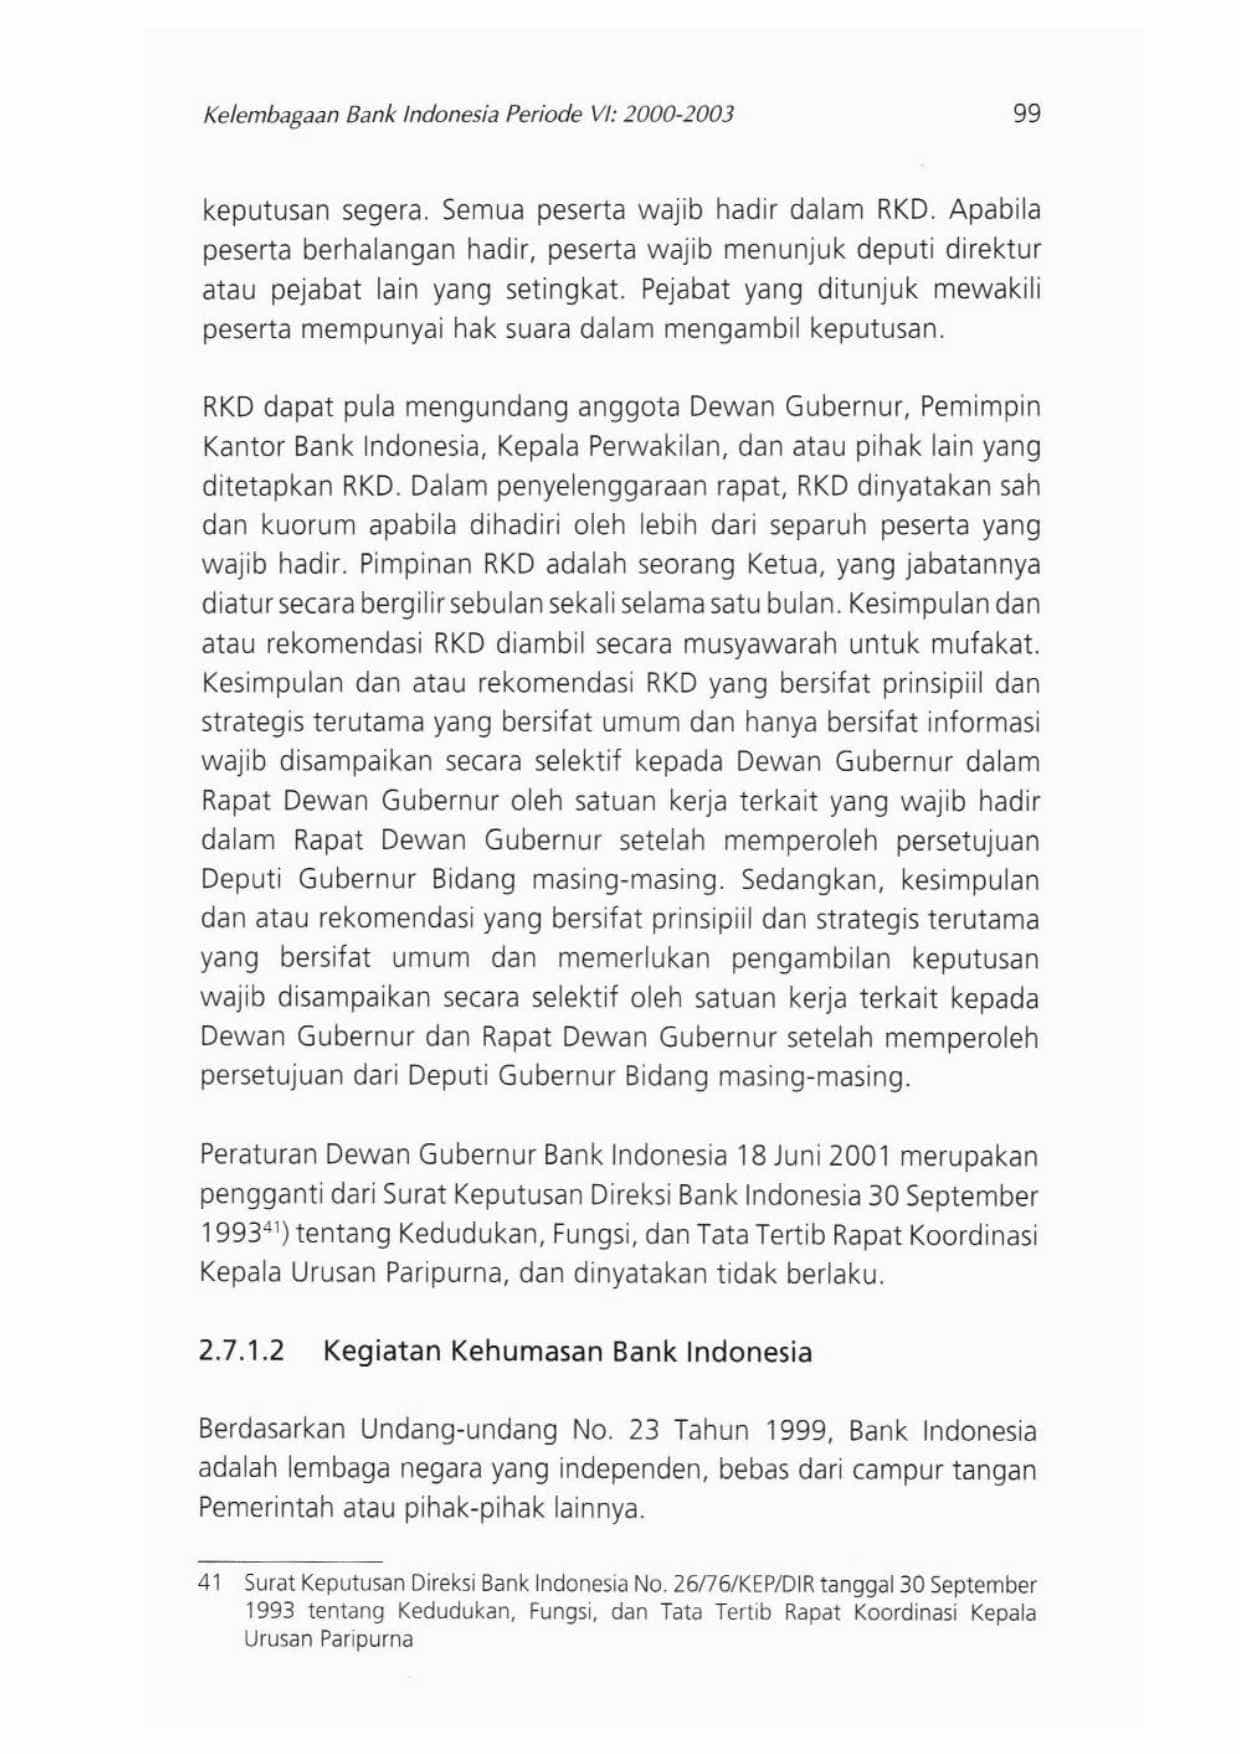 Kelembagaan Bank Indonesia Periode VI: 2000-2003 99
keputusan segera. Semua peserta wajib hadir dalam RKD. Apabila
peserta berhalangan hadir, peserta wajib menunjuk deputi direktur
atau pejabat lain yang setingkat. Pejabat yang ditunjuk mewakili
peserta mempunyai hak suara dalam mengambil keputusan.
RKD dapat pula mengundang anggota Dewan Gubernur, Pemimpin
Kantor Bank Indonesia, Kepala Perwakilan, dan atau pihak lain yang
ditetapkan RKD. Dalam penyelenggaraan rapat, RKD dinyatakan sah
dan kuorum apabila dihadiri oleh lebih dari separuh peserta yang
wajib hadir. Pimpinan RKD adalah seorang Ketua, yang jabatannya
diatur secara bergilir sebulan sekali selama satu bulan. Kesimpulan dan
atau rekomendasi RKD diambil secara musyawarah untuk mufakat.
Kesimpulan dan atau rekomendasi RKD yang bersifat prinsipiil dan
strategis terutama yang bersifat umum dan hanya bersifat informasi
wajib disampaikan secara selektif kepada Dewan Gubernur dalam
Rapat Dewan Gubernur oleh satuan kerja terkait yang wajib hadir
dalam Rapat Dewan Gubernur setelah memperoleh persetujuan
Deputi Gubernur Bidang masing-masing. Sedangkan, kesimpulan
dan atau rekomendasi yang bersifat prinsipiil dan strategis terutama
yang bersifat umum dan memerlukan pengambilan keputusan
wajib disampaikan secara selektif oleh satuan kerja terkait kepada
Dewan Gubernur dan Rapat Dewan Gubernur setelah memperoleh
persetujuan dari Deputi Gubernur Bidang masing-masing.
Peraturan Dewan Gubernur Bank Indonesia 18 Juni 2001 merupakan
pengganti dari Surat Keputusan Direksi Bank Indonesia 30 September
1993⁴¹) tentang Kedudukan, Fungsi, dan Tata Tertib Rapat Koordinasi
Kepala Urusan Paripurna, dan dinyatakan tidak berlaku.
2.7.1.2 Kegiatan Kehumasan Bank Indonesia
Berdasarkan Undang-undang No. 23 Tahun 1999, Bank Indonesia
adalah lembaga negara yang independen, bebas dari campur tangan
Pemerintah atau pihak-pihak lainnya.
41 Surat Keputusan Direksi Bank Indonesia No. 26/76/KEP/DIR tanggal 30 September
1993 tentang Kedudukan, Fungsi, dan Tata Tertib Rapat Koordinasi Kepala
Urusan Paripurna